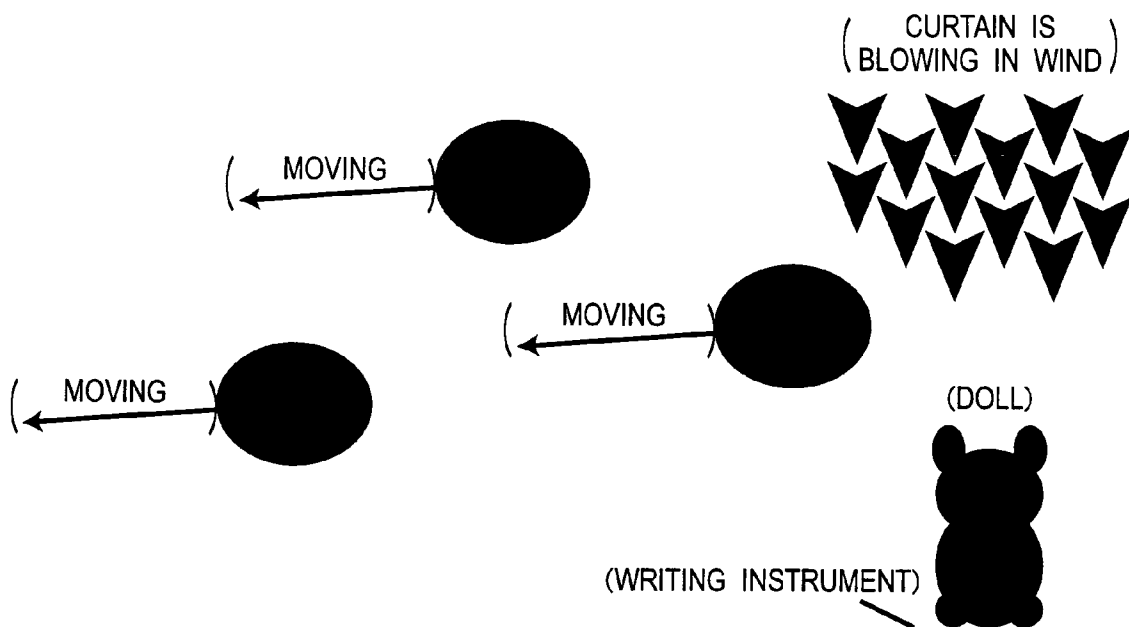 (CURTAIN IS
BLOWING IN WIND)
(MOVING)
(MOVING)
(MOVING)
(DOLL)
(WRITING INSTRUMENT)